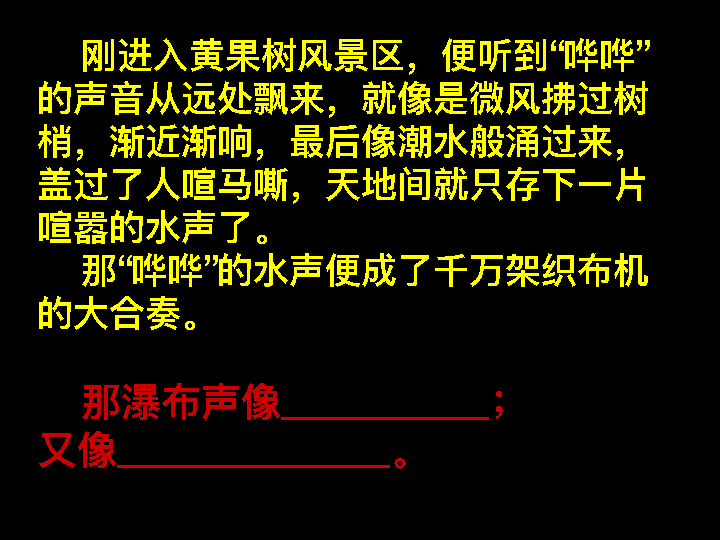 刚进入黄果树风景区，便听到“哗哗”
的声音从远处飘来，就像是微风拂过树
梢，渐近渐响，最后像潮水般涌过来，
盖过了人喧马嘶，天地间就只存下一片
喧嚣的水声了。
那“哗哗”的水声便成了千万架织布机
的大合奏。
那瀑布声像__________；
又像_____________。